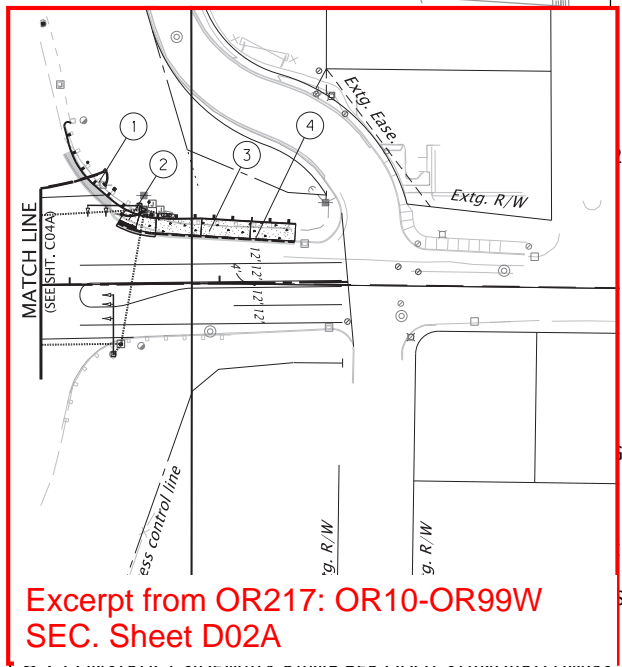 1
2
3
4
Extg. Ease.
Extg. R/W
MATCH LINE
(SEE SHT. C04A)
12' 12'
4'
12' 12'
ess control line
tg. R/W
g. R/W
Excerpt from OR217: OR10-OR99W
SEC. Sheet D02A